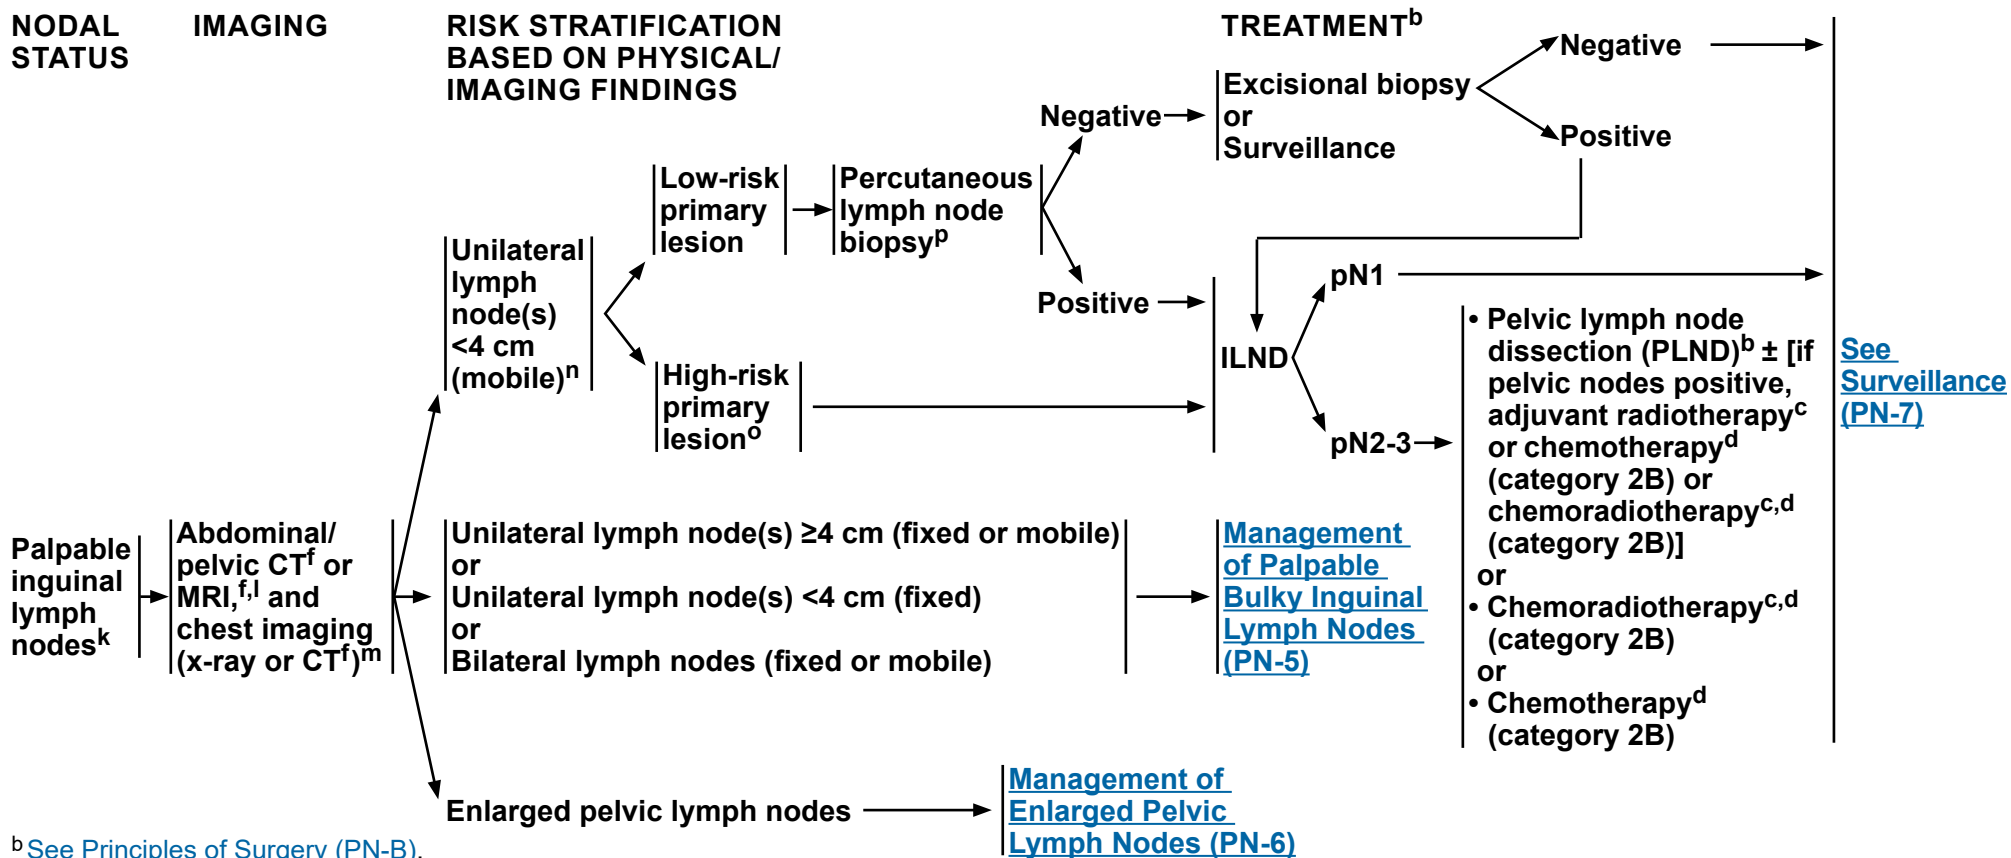 NODAL
STATUS
IMAGING
RISK STRATIFICATION
BASED ON PHYSICAL/
IMAGING FINDINGS
TREATMENTb
Palpable
inguinal
lymph
nodesk
Abdominal/
pelvic CTf or
MRI,f,l and
chest imaging
(x-ray or CTf)m
Unilateral
lymph
node(s)
<4 cm
(mobile)n
Low-risk
primary
lesion
Percutaneous
lymph node
biopsyp
Negative
Excisional biopsy
or
Surveillance
Negative
Positive
Positive
High-risk
primary
lesiono
ILND
pN1
pN2-3
• Pelvic lymph node
dissection (PLND)b ± [if
pelvic nodes positive,
adjuvant radiotherapyc
or chemotherapyd
(category 2B) or
chemoradiotherapyc,d
(category 2B)]
or
• Chemoradiotherapyc,d
(category 2B)
or
• Chemotherapyd
(category 2B)
See
Surveillance
(PN-7)
Unilateral lymph node(s) ≥4 cm (fixed or mobile)
or
Unilateral lymph node(s) <4 cm (fixed)
or
Bilateral lymph nodes (fixed or mobile)
Management
of Palpable
Bulky Inguinal
Lymph Nodes
(PN-5)
Enlarged pelvic lymph nodes
Management of
Enlarged Pelvic
Lymph Nodes (PN-6)
b See Principles of Surgery (PN-B).